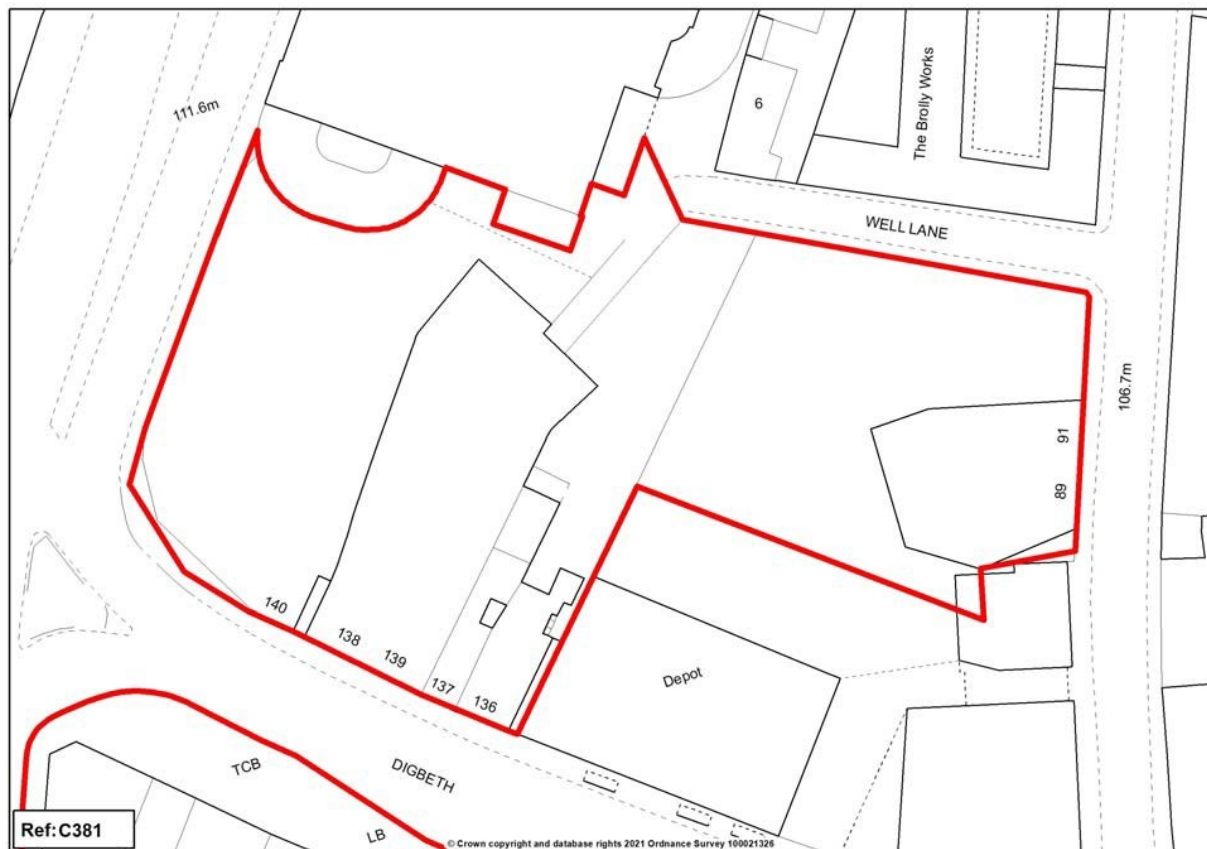 111.6m
6
The Brolly Works
WELL LANE
106.7m
91
89
140
138
139
137
136
Depot
DIGBETH
TCB
LB
Ref:C381
© Crown copyright and database rights 2021 Ordnance Survey 100021326